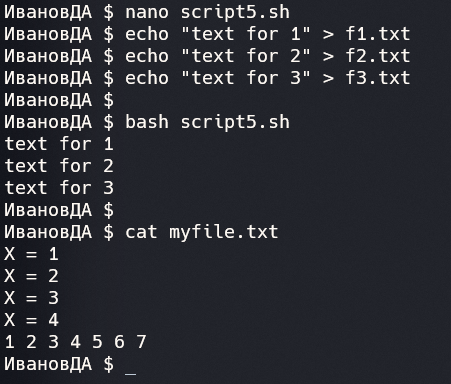 ИвановДА $ nano script5.sh
ИвановДА $ echo "text for 1" > f1.txt
ИвановДА $ echo "text for 2" > f2.txt
ИвановДА $ echo "text for 3" > f3.txt
ИвановДА $
ИвановДА $ bash script5.sh
text for 1
text for 2
text for 3
ИвановДА $
ИвановДА $ cat myfile.txt
X = 1
X = 2
X = 3
X = 4
1 2 3 4 5 6 7
ИвановДА $ _